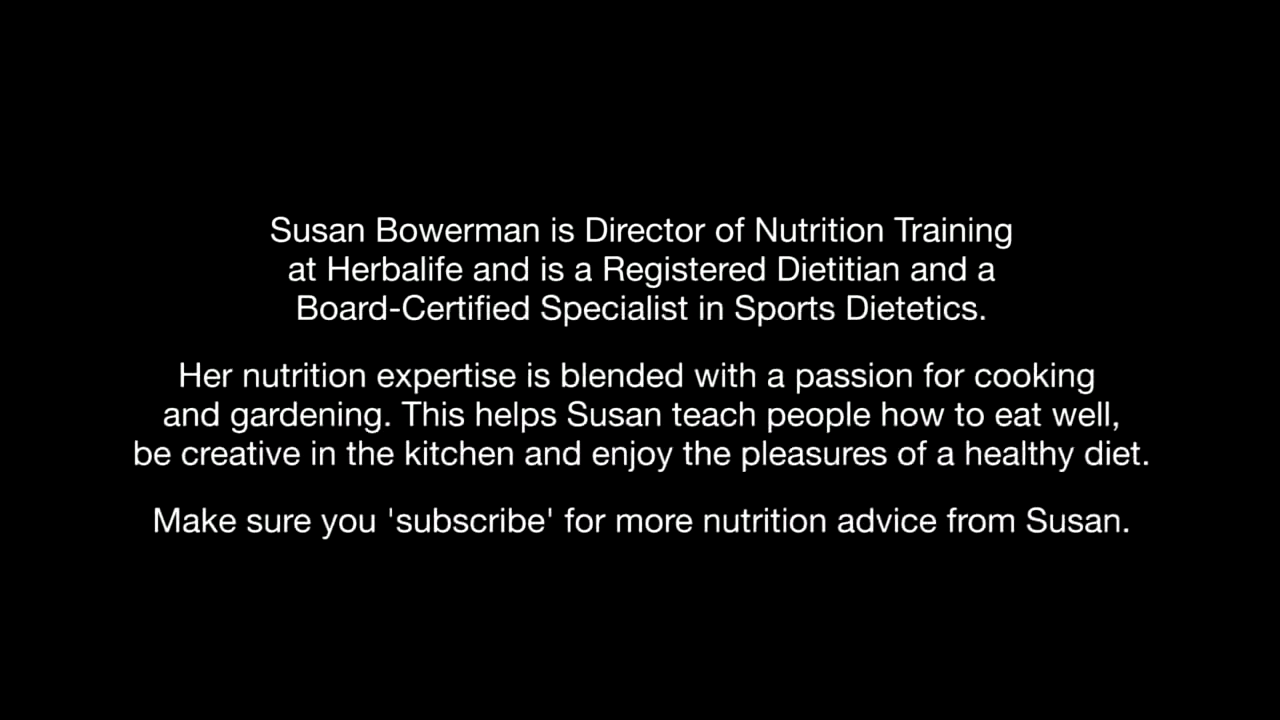 Susan Bowerman is Director of Nutrition Training
at Herbalife and is a Registered Dietitian and a
Board-Certified Specialist in Sports Dietetics.
Her nutrition expertise is blended with a passion for cooking
and gardening. This helps Susan teach people how to eat well,
be creative in the kitchen and enjoy the pleasures of a healthy diet.
Make sure you 'subscribe' for more nutrition advice from Susan.